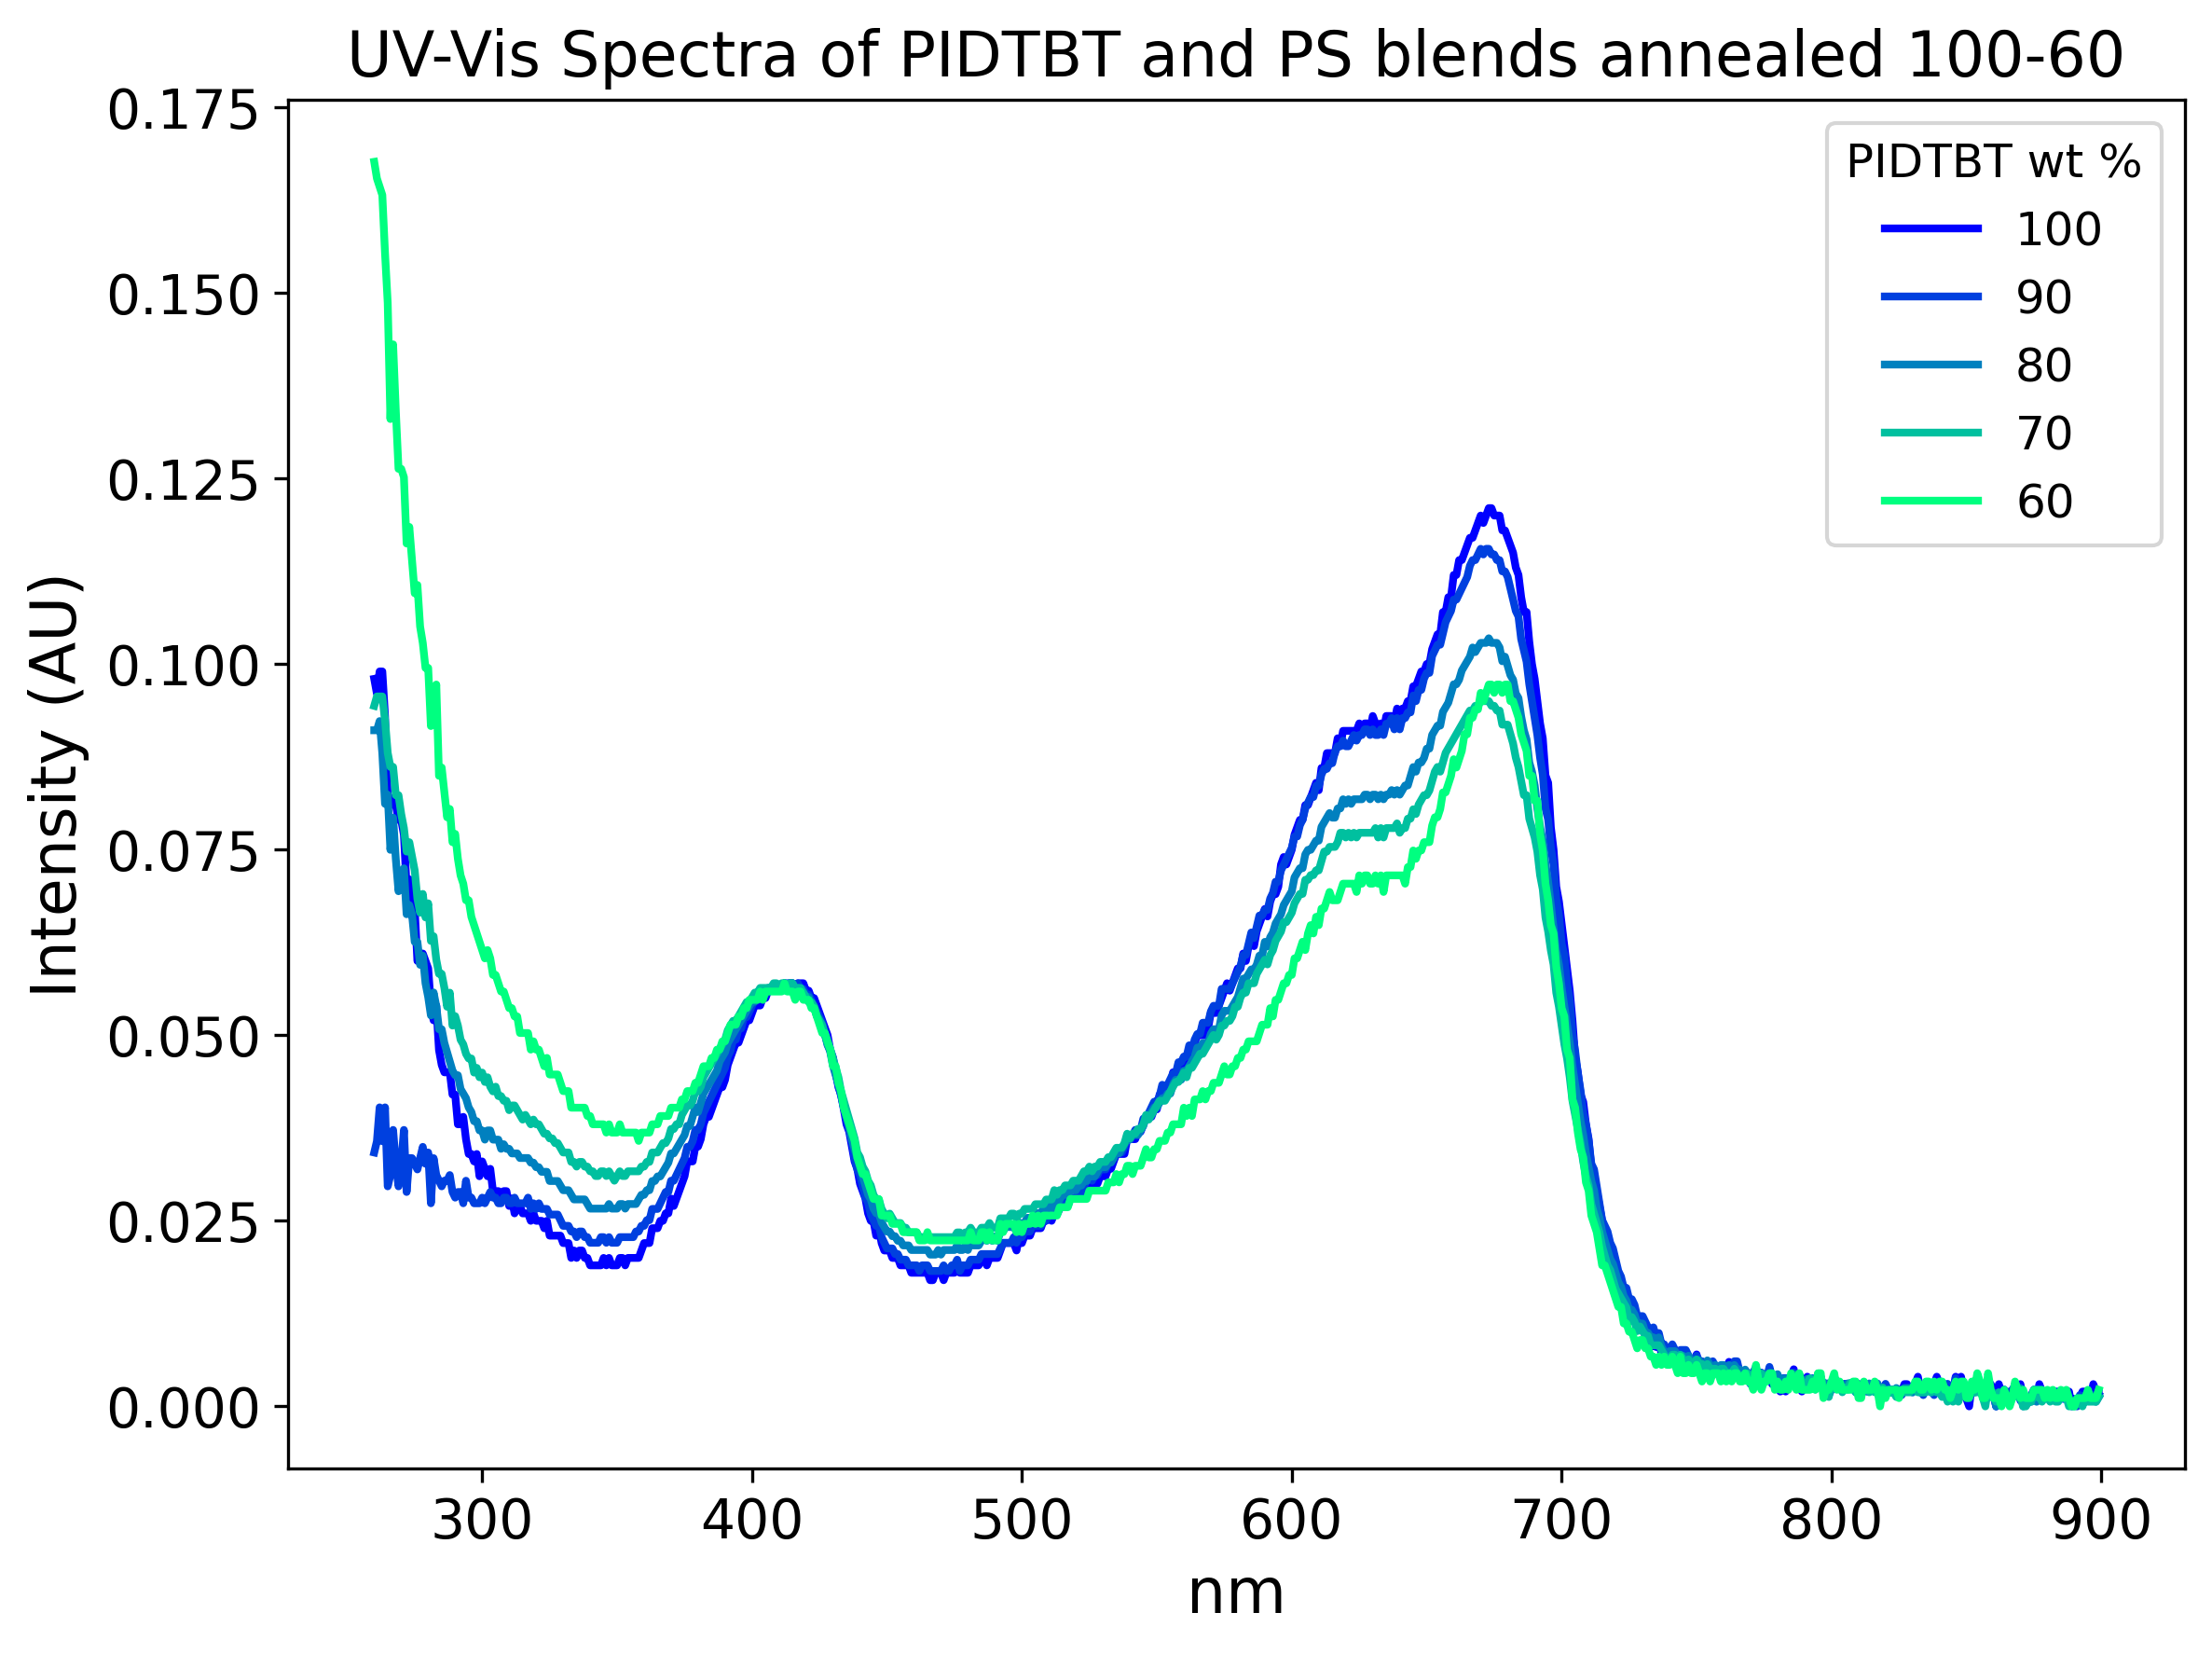 UV-Vis Spectra of PIDTBT and PS blends annealed 100-60
0.175
0.150
0.125
0.100
0.075
0.050
0.025
0.000
Intensity (AU)
PIDTBT wt %
100
90
80
70
60
300 400 500 600 700 800 900
nm